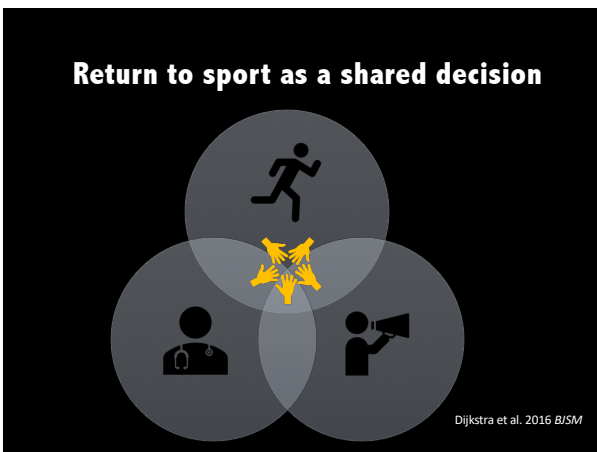 Return to sport as a shared decision
Dijkstra et al. 2016 BJSM